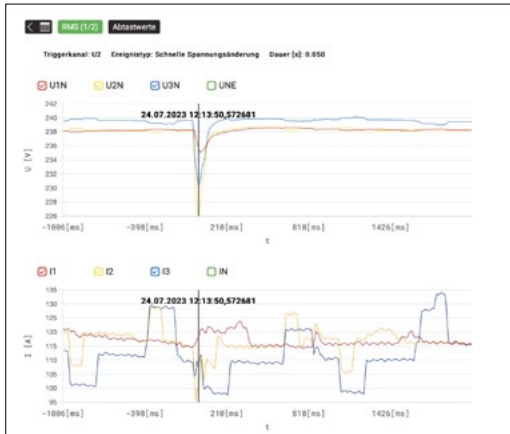 RMS (1/2) Abtastwerte
Triggerkanal: U2 Ereignistyp: Schnelle Spannungsänderung Dauer [s]: 0.050
U1N U2N U3N UNE
24.07.2023 12:13:50,572681
242
240
238
236
234
232
230
228
226
U [V]
-1006[ms] -398[ms] 210[ms] 818[ms] 1426[ms]
t
I1 I2 I3 IN
24.07.2023 12:13:50,572681
135
130
125
120
115
110
105
100
95
I [A]
-1006[ms] -398[ms] 210[ms] 818[ms] 1426[ms]
t